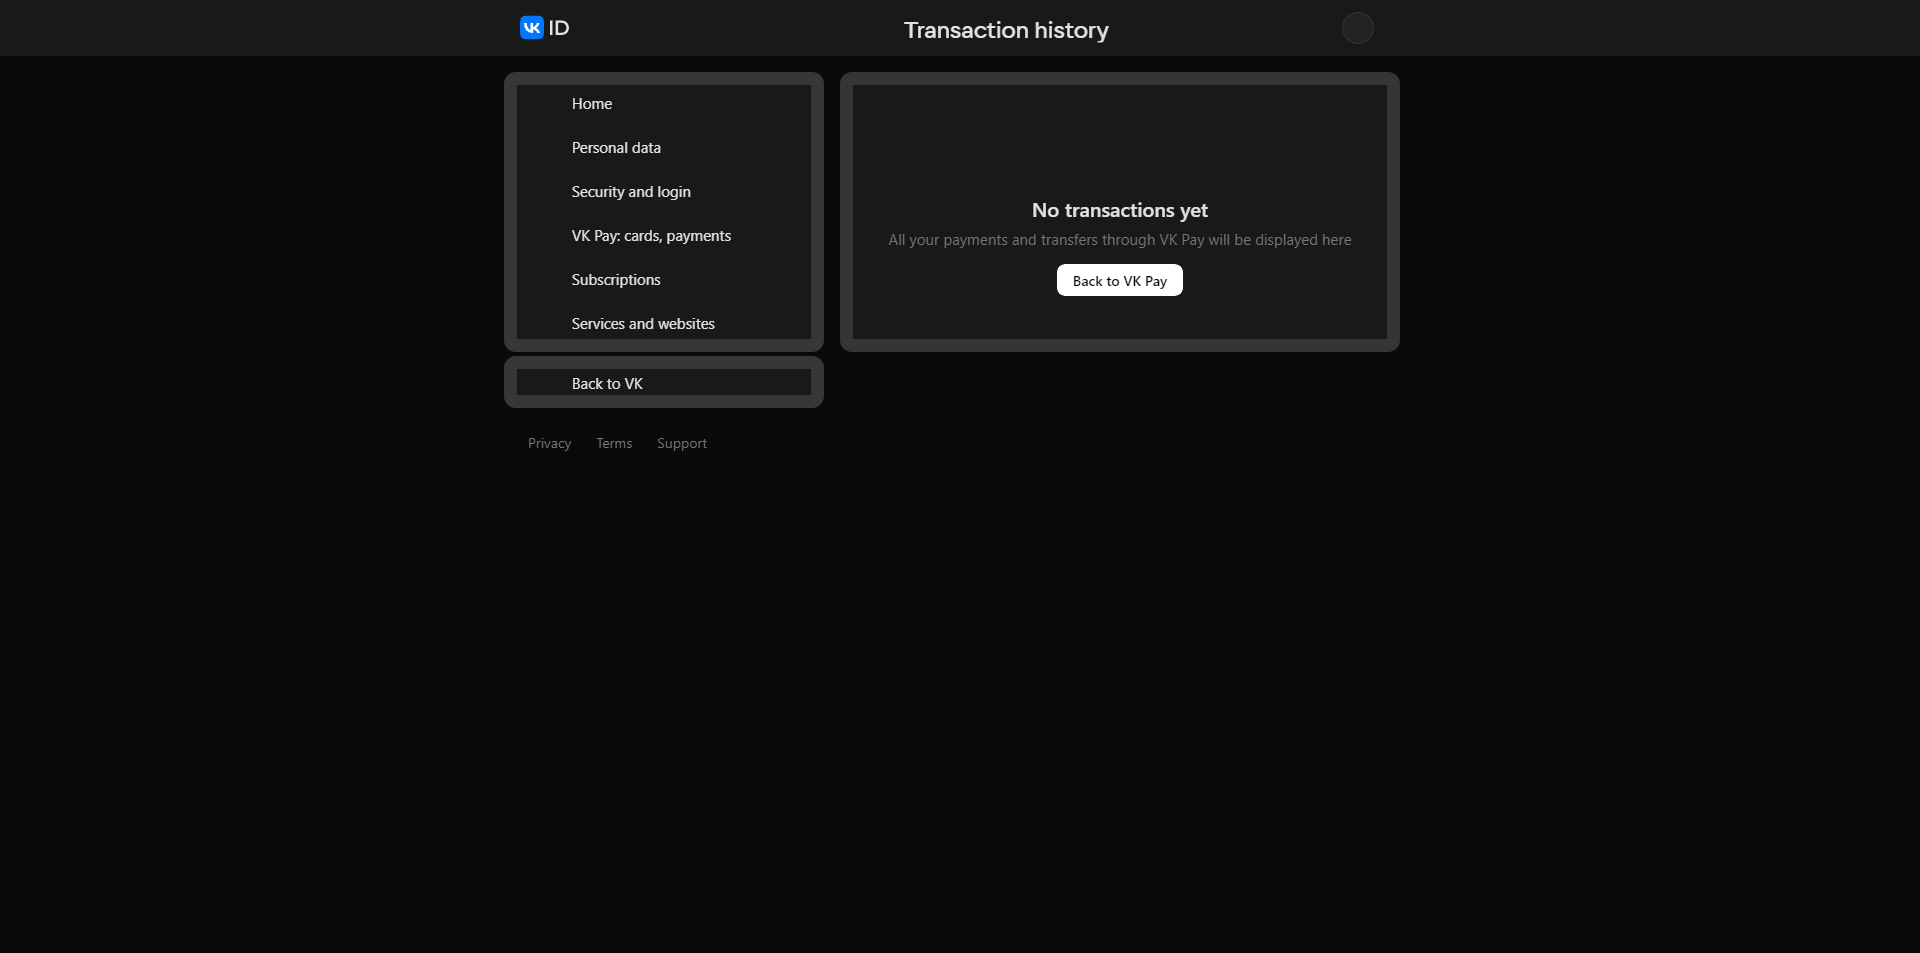 VK ID
Transaction history
Home
Personal data
Security and login
VK Pay: cards, payments
Subscriptions
Services and websites
Back to VK
Privacy Terms Support
No transactions yet
All your payments and transfers through VK Pay will be displayed here
Back to VK Pay